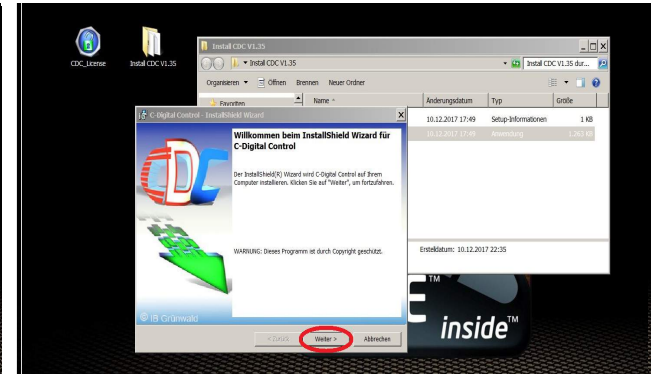 CDC_License
Install CDC V1.35
Install CDC V1.35
Install CDC V1.35
Install CDC V1.35 dur...
Organisieren
Öffnen
Brennen
Neuer Ordner
Favoriten
Name
Änderungsdatum
Typ
Größe
10.12.2017 17:49
Setup-Informationen
1 KB
10.12.2017 17:49
Anwendung
1.263 KB
C-Digital Control - InstallShield Wizard
Willkommen beim InstallShield Wizard für
C-Digital Control
Der InstallShield(R) Wizard wird C-Digital Control auf Ihrem
Computer installieren. Klicken Sie auf "Weiter", um fortzufahren.
WARNUNG: Dieses Programm ist durch Copyright geschützt.
CDC
© IB Grünwald
< Zurück
Weiter >
Abbrechen
Erstelldatum: 10.12.2017 22:35
TM
inside™